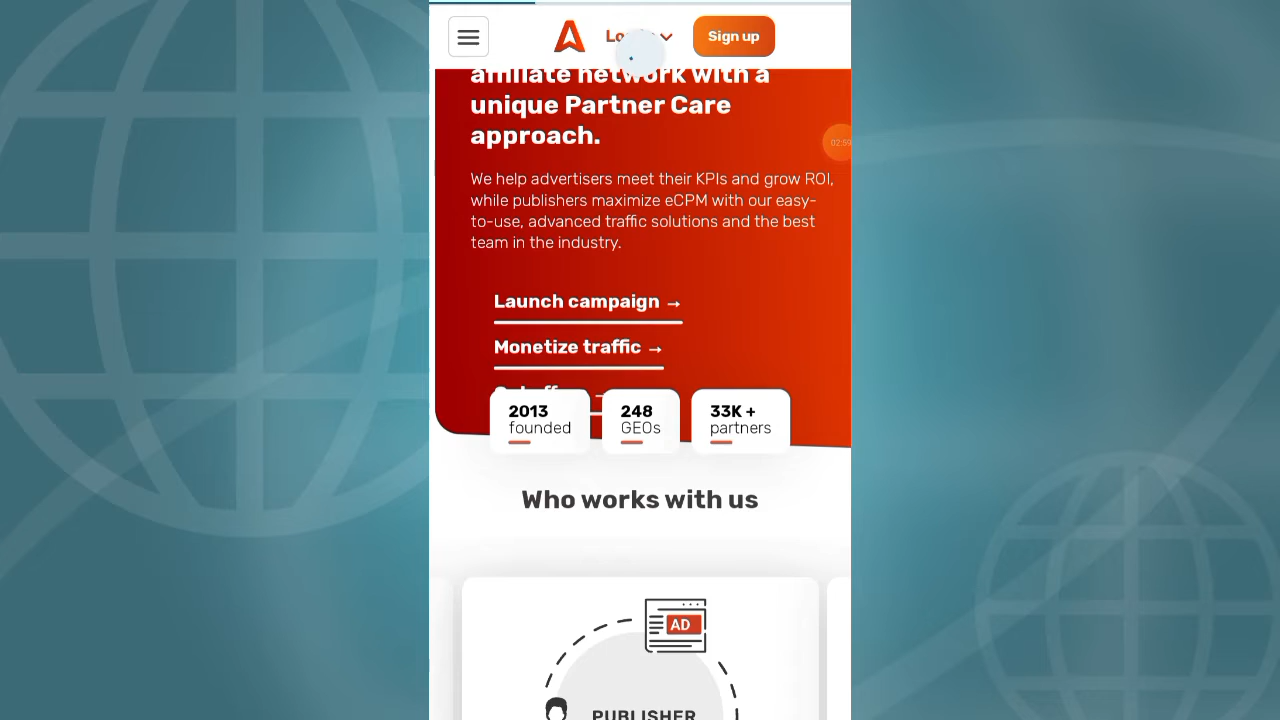 Sign up
affiliate network with a
unique Partner Care
approach.
02:59
We help advertisers meet their KPIs and grow ROI,
while publishers maximize eCPM with our easy-
to-use, advanced traffic solutions and the best
team in the industry.
Launch campaign →
Monetize traffic →
2013
founded
248
GEOs
33K +
partners
Who works with us
AD
PUBLISHER